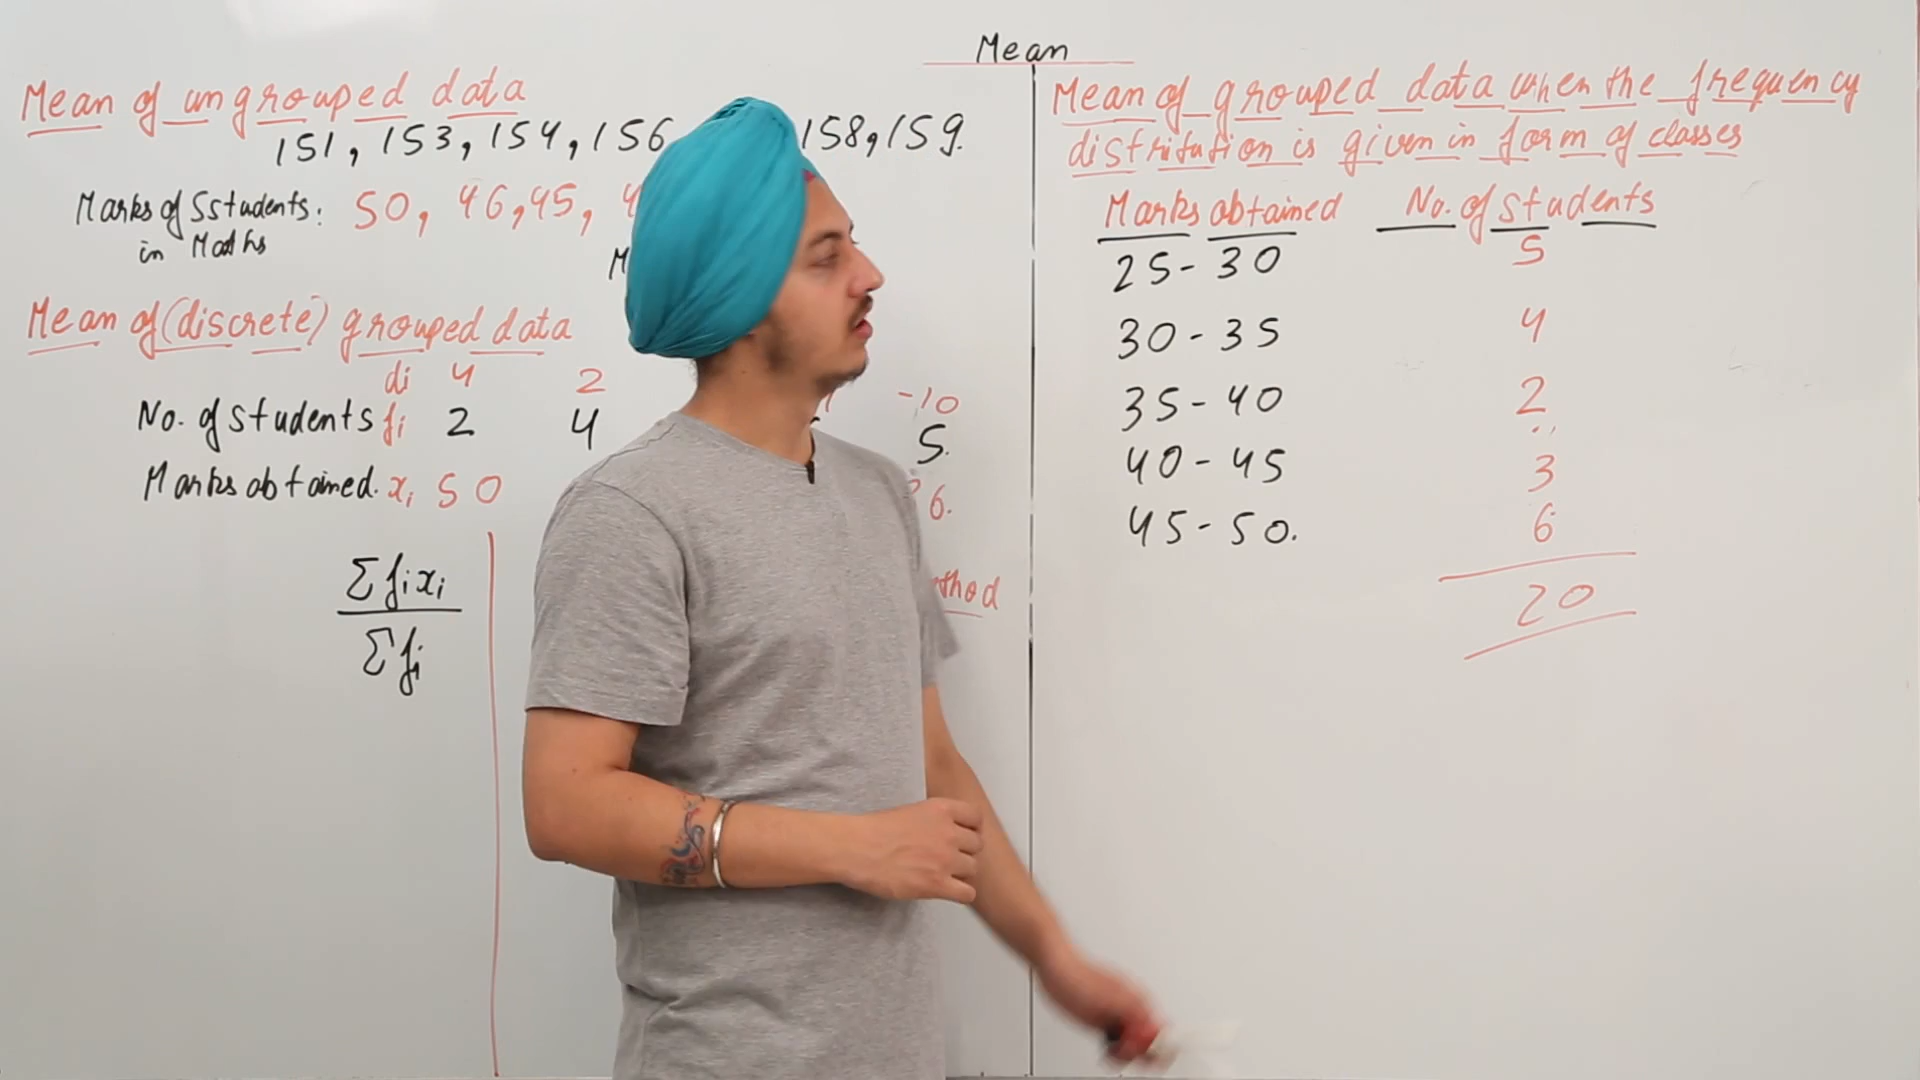 Mean
Mean of ungrouped data
151, 153, 154, 156 158, 159.
Marks of 5 students: 50, 46, 45, 4
in Maths
M
Mean of (discrete) grouped data
di 4 2 -10
No. of students fi 2 4 5.
Marks obtained. xi 50 6.
Σfixi
Σfi
thod
Mean of grouped data when the frequency
distribution is given in form of classes
Marks obtained No. of students
25-30 5
30-35 4
35-40 2
40-45 3
45-50. 6
20